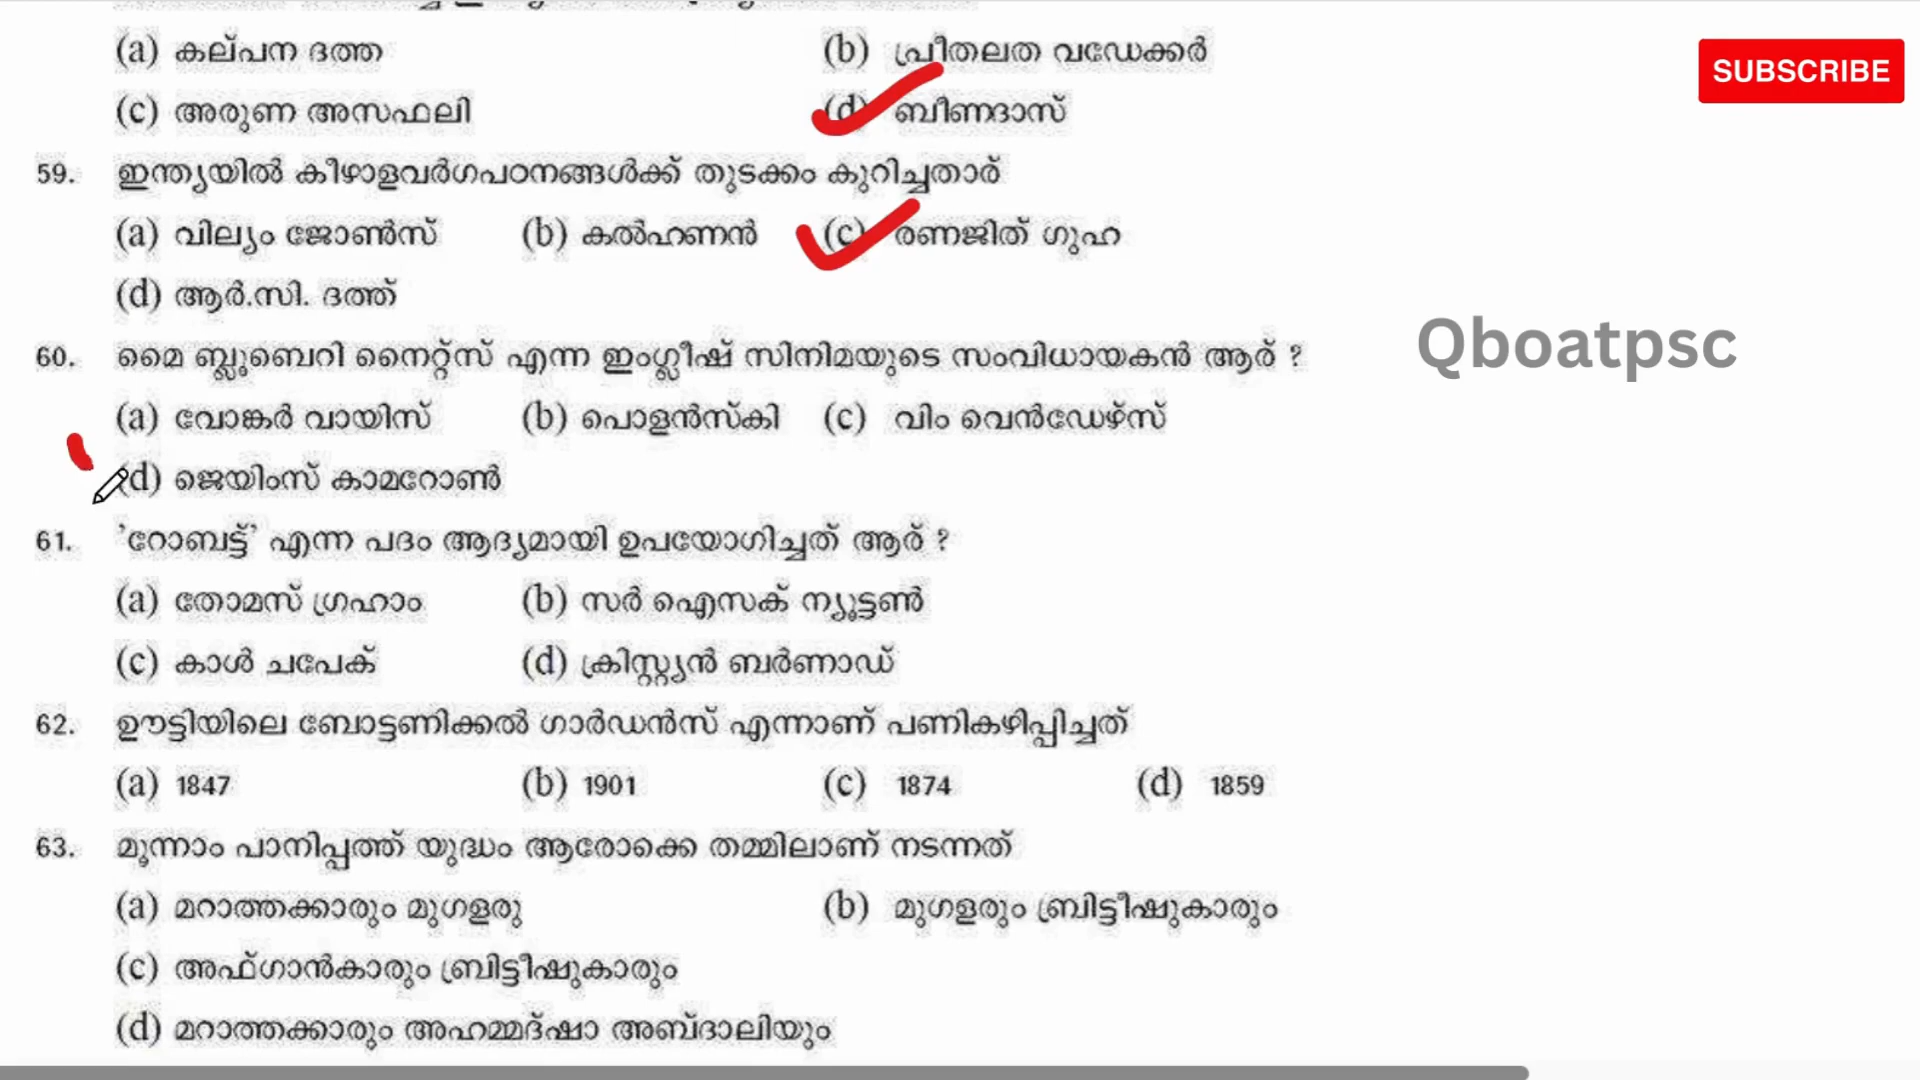 (a) കല്പന ദത്ത (b) പ്രീതലത വഡേക്കർ
SUBSCRIBE
(c) അരുണ അസഫലി (d) ബീണദാസ്
59. ഇന്ത്യയിൽ കീഴാളവർഗപഠനങ്ങൾക്ക് തുടക്കം കുറിച്ചതാര്
(a) വില്യം ജോൺസ് (b) കൽഹണൻ (c) രണജിത് ഗുഹ
(d) ആർ.സി. ദത്ത്
60. മൈ ബ്ലൂബെറി നൈറ്റ്സ് എന്ന ഇംഗ്ലീഷ് സിനിമയുടെ സംവിധായകൻ ആര് ?
Qboatpsc
(a) വോങ്കർ വായിസ് (b) പൊളൻസ്കി (c) വിം വെൻഡേഴ്സ്
(d) ജെയിംസ് കാമറോൺ
61. 'റോബട്ട്' എന്ന പദം ആദ്യമായി ഉപയോഗിച്ചത് ആര് ?
(a) തോമസ് ഗ്രഹാം (b) സർ ഐസക് ന്യൂട്ടൺ
(c) കാൾ ചപേക് (d) ക്രിസ്റ്റ്യൻ ബർണാഡ്
62. ഊട്ടിയിലെ ബോട്ടണിക്കൽ ഗാർഡൻസ് എന്നാണ് പണികഴിപ്പിച്ചത്
(a) 1847 (b) 1901 (c) 1874 (d) 1859
63. മൂന്നാം പാനിപ്പത്ത് യുദ്ധം ആരോക്കെ തമ്മിലാണ് നടന്നത്
(a) മറാത്തക്കാരും മുഗളരു (b) മുഗളരും ബ്രിട്ടീഷുകാരും
(c) അഫ്ഗാൻകാരും ബ്രിട്ടീഷുകാരും
(d) മറാത്തക്കാരും അഹമ്മദ്ഷാ അബ്ദാലിയും